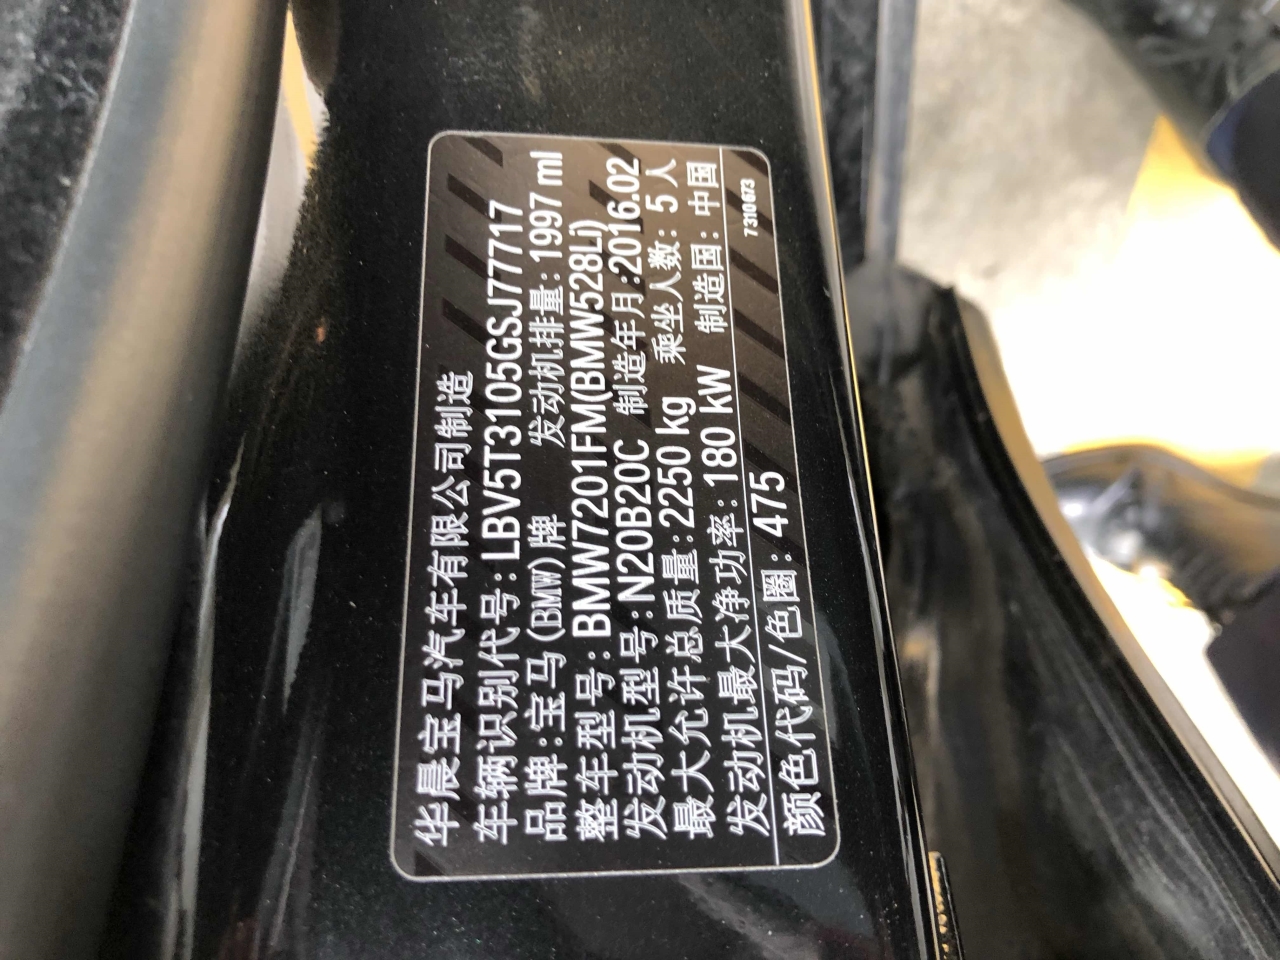 华晨宝马汽车有限公司制造
车辆识别代号:LBV5T3105GSJ77717
品牌:宝马(BMW)牌 发动机排量:1997 ml
整车型号:BMW7201FM(BMW528Li)
发动机型号:N20B20C 制造年月:2016.02
最大允许总质量:2250 kg 乘坐人数:5人
发动机最大净功率:180 kW 制造国:中国
颜色代码/色圈:475
7310673